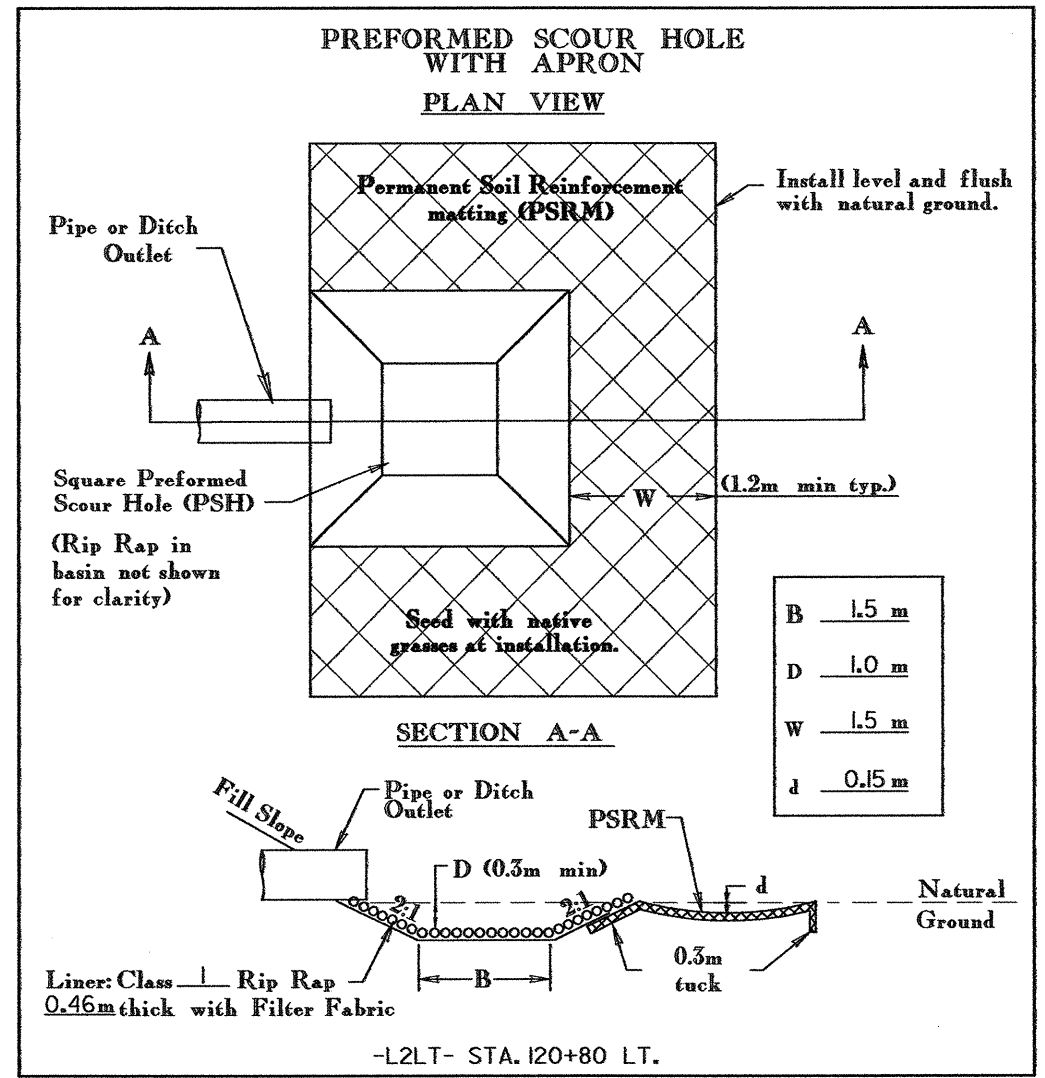 PREFORMED SCOUR HOLE
WITH APRON
PLAN VIEW
Permanent Soil Reinforcement
matting (PSRM)
Install level and flush
with natural ground.
Pipe or Ditch
Outlet
A
A
Square Preformed
Scour Hole (PSH)
(Rip Rap in
basin not shown
for clarity)
W
(1.2m min typ.)
Seed with native
grasses at installation.
B 1.5 m
D 1.0 m
W 1.5 m
d 0.15 m
SECTION A-A
Fill Slope
Pipe or Ditch
Outlet
PSRM
D (0.3m min)
d
2:1
2:1
Natural
Ground
B
0.3m
tuck
Liner: Class 1 Rip Rap
0.46m thick with Filter Fabric
-L2LT- STA. 120+80 LT.